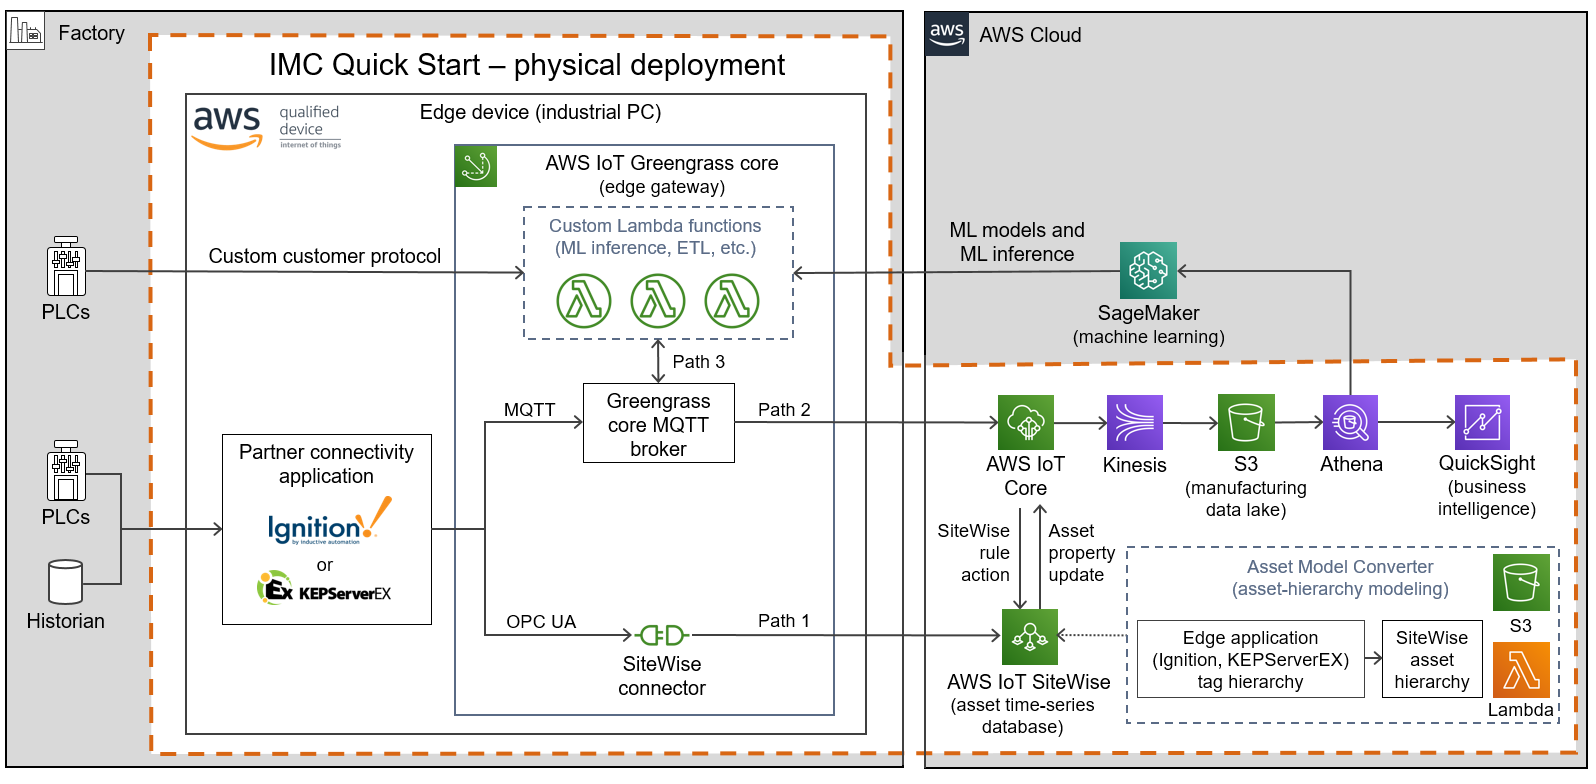 Factory
IMC Quick Start – physical deployment
aws
qualified
device
internet of things
Edge device (industrial PC)
AWS IoT Greengrass core
(edge gateway)
Custom Lambda functions
(ML inference, ETL, etc.)
Custom customer protocol
PLCs
Path 3
MQTT
Greengrass
core MQTT
broker
Path 2
Partner connectivity
application
Ignition!
by inductive automation
or
Ex KEPServerEX
PLCs
Historian
OPC UA
SiteWise
connector
Path 1
aws
AWS Cloud
ML models and
ML inference
SageMaker
(machine learning)
AWS IoT
Core
Kinesis
S3
(manufacturing
data lake)
Athena
QuickSight
(business
intelligence)
SiteWise
rule
action
Asset
property
update
AWS IoT SiteWise
(asset time-series
database)
Asset Model Converter
(asset-hierarchy modeling)
Edge application
(Ignition, KEPServerEX)
tag hierarchy
SiteWise
asset
hierarchy
S3
Lambda